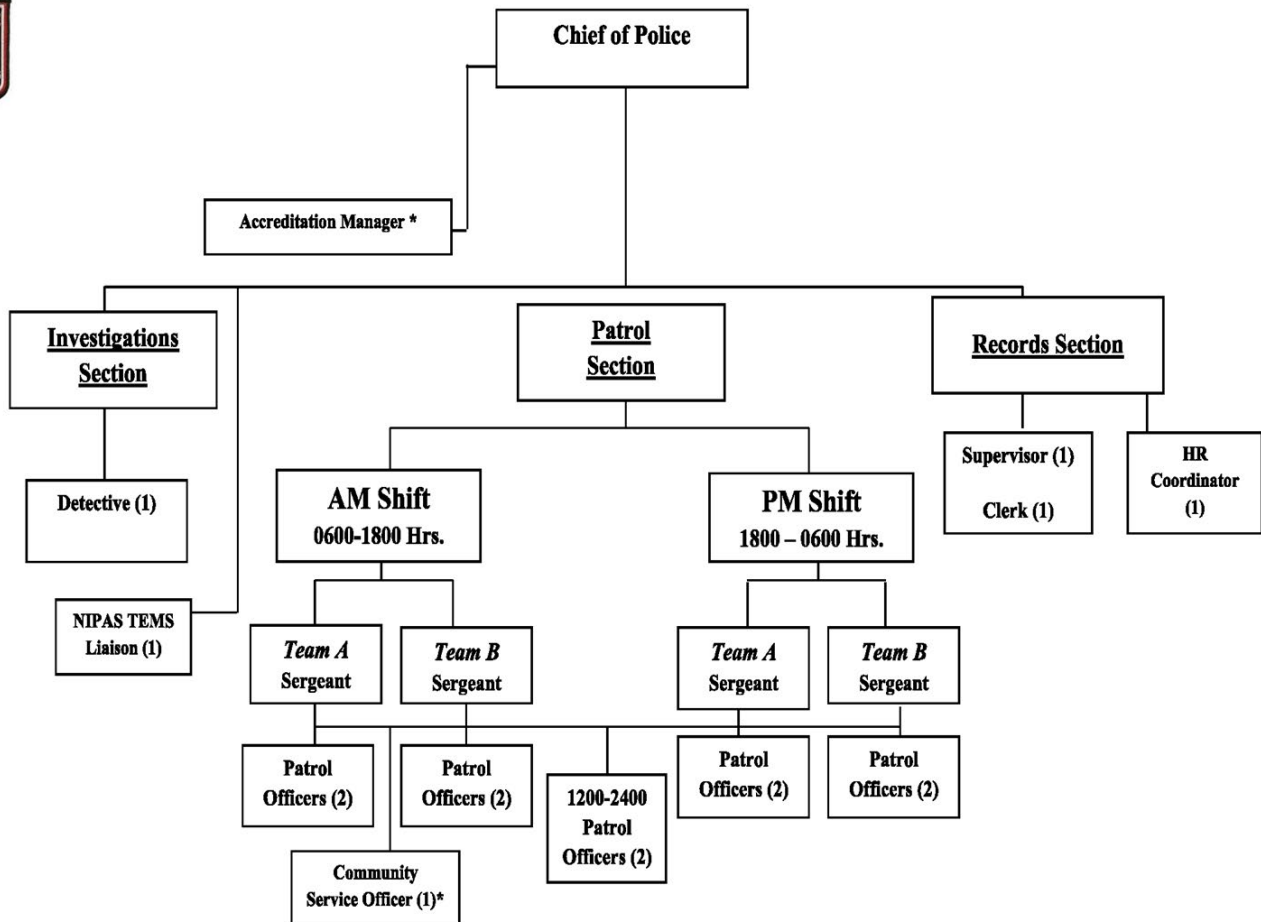 Chief of Police
Accreditation Manager *
Investigations
Section
Patrol
Section
Records Section
Detective (1)
AM Shift
0600-1800 Hrs.
PM Shift
1800 – 0600 Hrs.
Supervisor (1)
Clerk (1)
HR
Coordinator
(1)
NIPAS TEMS
Liaison (1)
Team A
Sergeant
Team B
Sergeant
Team A
Sergeant
Team B
Sergeant
Patrol
Officers (2)
Patrol
Officers (2)
1200-2400
Patrol
Officers (2)
Patrol
Officers (2)
Patrol
Officers (2)
Community
Service Officer (1)*